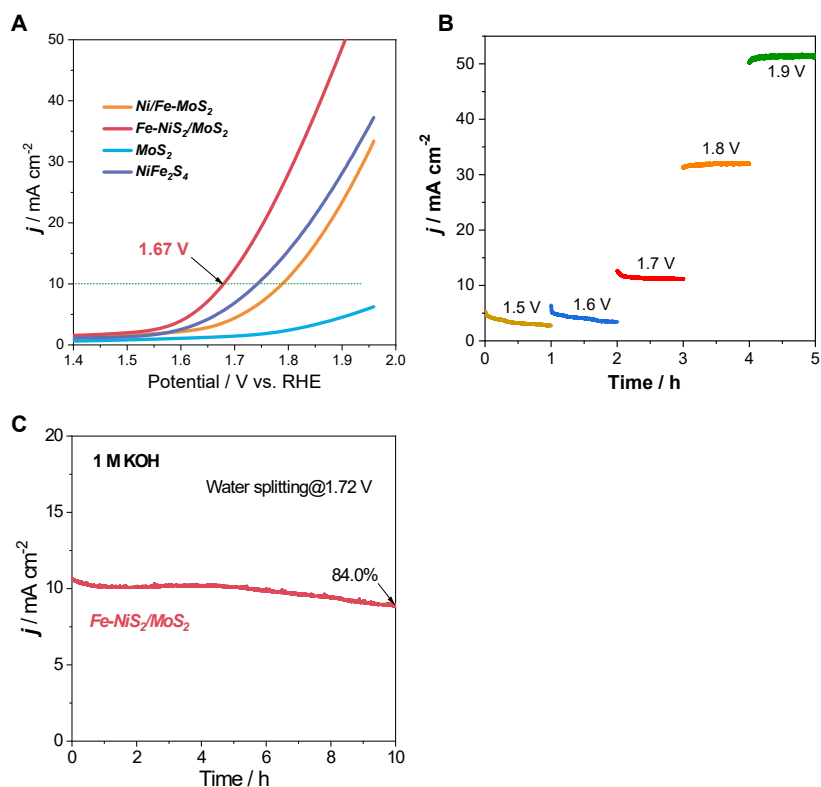 A
j / mA cm⁻²
50
40
30
20
10
0
Ni/Fe-MoS₂
Fe-NiS₂/MoS₂
MoS₂
NiFe₂S₄
1.67 V
1.4 1.5 1.6 1.7 1.8 1.9 2.0
Potential / V vs. RHE
B
j / mA cm⁻²
50
40
30
20
10
0
1.5 V
1.6 V
1.7 V
1.8 V
1.9 V
0 1 2 3 4 5
Time / h
C
j / mA cm⁻²
20
15
10
5
0
1 M KOH
Water splitting@1.72 V
84.0%
Fe-NiS₂/MoS₂
0 2 4 6 8 10
Time / h